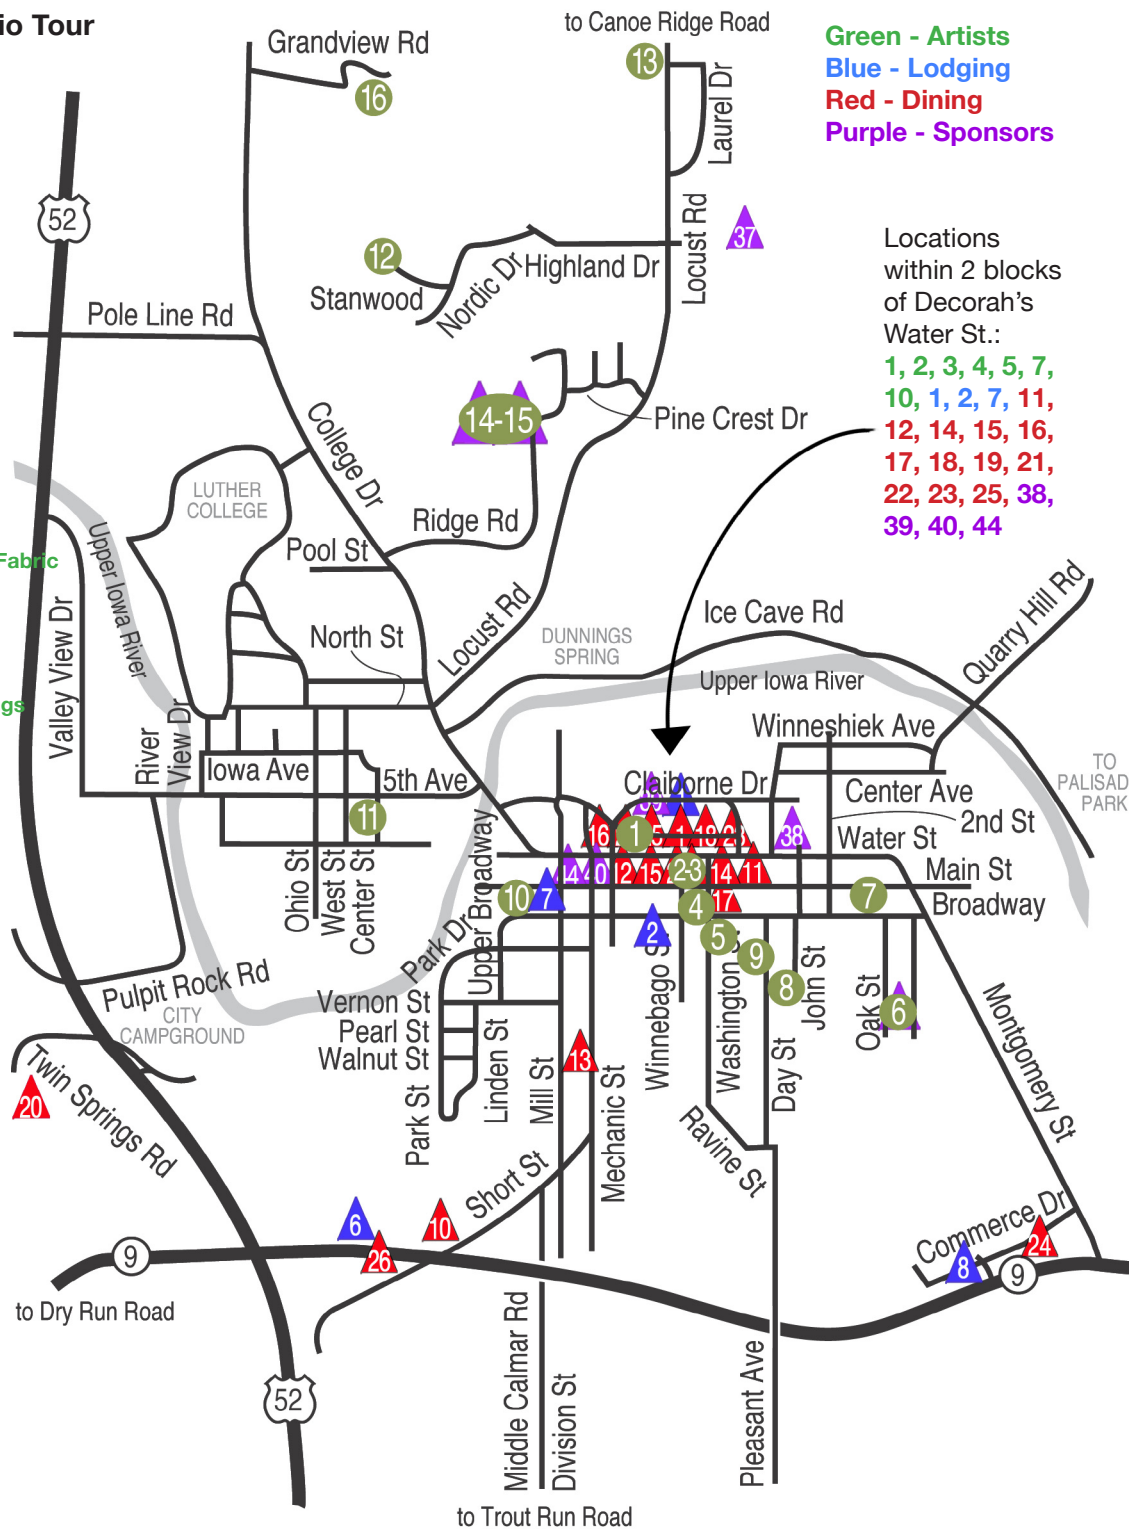 io Tour
to Canoe Ridge Road
Green - Artists
Blue - Lodging
Red - Dining
Purple - Sponsors
Grandview Rd
13
16
Laurel Dr
52
Locust Rd
37
12
Stanwood
Nordic Dr
Highland Dr
Locations
within 2 blocks
of Decorah's
Water St.:
1, 2, 3, 4, 5, 7,
10, 1, 2, 7, 11,
12, 14, 15, 16,
17, 18, 19, 21,
22, 23, 25, 38,
39, 40, 44
Pole Line Rd
14-15
Pine Crest Dr
College Dr
LUTHER
COLLEGE
Ridge Rd
Pool St
Upper Iowa River
Fabric
Valley View Dr
North St
Locust Rd
DUNNINGS
SPRING
Ice Cave Rd
Quarry Hill Rd
Upper Iowa River
gs
River
View Dr
Winneshiek Ave
Iowa Ave
5th Ave
Claiborne Dr
Center Ave
TO
PALISAD
PARK
2nd St
11
16
1
18
38
Water St
Main St
Broadway
40
12
15
2-3
14
11
10
7
4
17
7
Ohio St
West St
Center St
Upper Broadway
Park Dr
2
5
9
8
6
Winnebago St
Washington St
John St
Oak St
Pulpit Rock Rd
CITY
CAMPGROUND
Vernon St
Pearl St
Walnut St
Park St
Linden St
Mill St
13
Mechanic St
Day St
Montgomery St
Twin Springs Rd
20
Ravine St
Short St
6
10
26
9
Commerce Dr
8
24
9
to Dry Run Road
52
Middle Calmar Rd
Division St
Pleasant Ave
to Trout Run Road